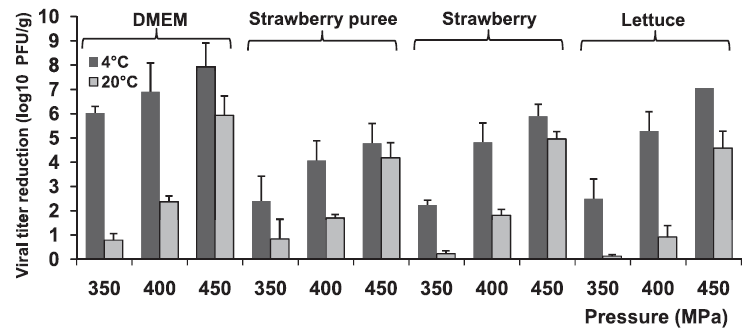 DMEM Strawberry puree Strawberry Lettuce
Viral titer reduction (log10 PFU/g)
10
9
8
7
6
5
4
3
2
1
0
4°C
20°C
350 400 450 350 400 450 350 400 450 350 400 450
Pressure (MPa)